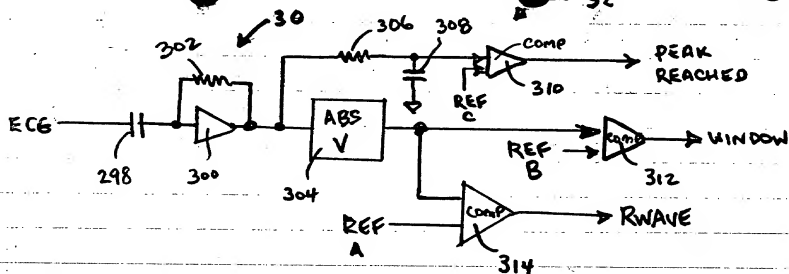 30
302
306
308
COMP
PEAK
REACHED
310
REF
C
ECG
ABS
V
298
300
304
REF
B
COMP
WINDOW
312
REF
A
COMP
RWAVE
314